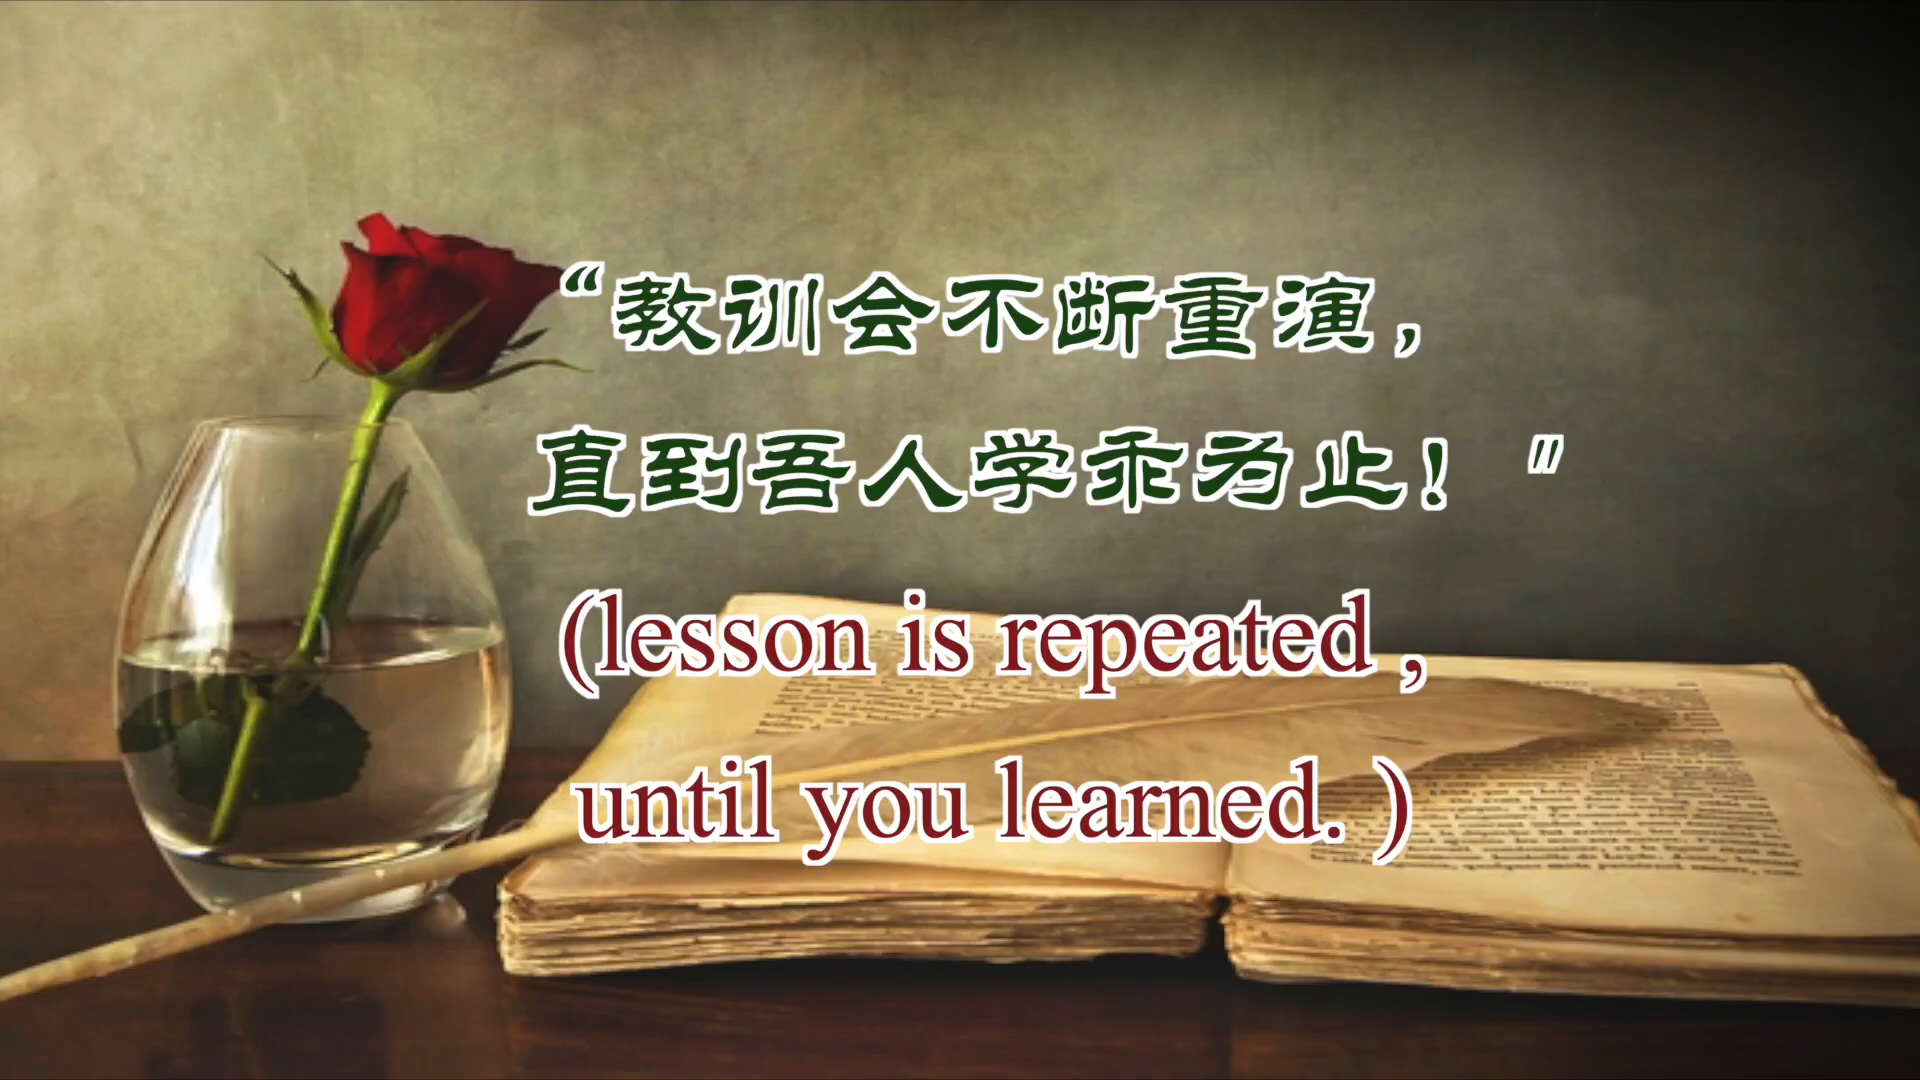 “教训会不断重演，
直到吾人学乖为止！"
(lesson is repeated ,
until you learned. )